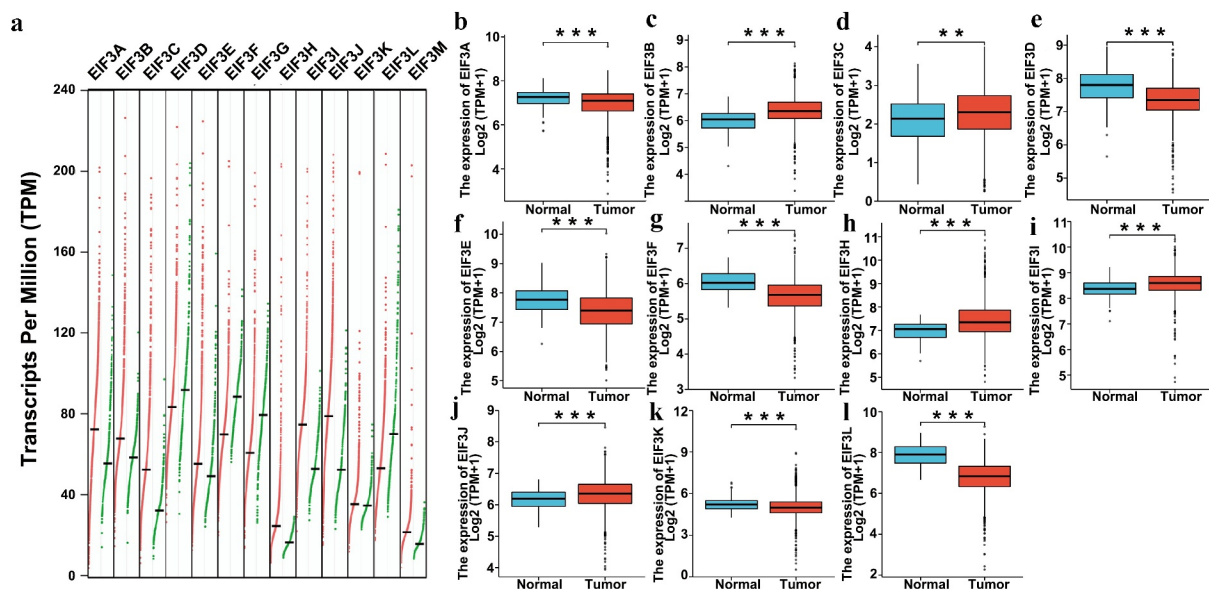 a
EIF3A
EIF3B
EIF3C
EIF3D
EIF3E
EIF3F
EIF3G
EIF3H
EIF3I
EIF3J
EIF3K
EIF3L
EIF3M
Transcripts Per Million (TPM)
240
200
160
120
80
40
0
b
The expression of EIF3A
Log2 (TPM+1)
10
8
6
4
***
Normal Tumor
c
The expression of EIF3B
Log2 (TPM+1)
9
8
7
6
5
4
3
***
Normal Tumor
d
The expression of EIF3C
Log2 (TPM+1)
4
3
2
1
0
**
Normal Tumor
e
The expression of EIF3D
Log2 (TPM+1)
9
8
7
6
5
***
Normal Tumor
f
The expression of EIF3E
Log2 (TPM+1)
10
9
8
7
6
5
***
Normal Tumor
g
The expression of EIF3F
Log2 (TPM+1)
7
6
5
4
3
***
Normal Tumor
h
The expression of EIF3H
Log2 (TPM+1)
11
10
9
8
7
6
5
***
Normal Tumor
i
The expression of EIF3I
Log2 (TPM+1)
11
10
9
8
7
6
5
***
Normal Tumor
j
The expression of EIF3J
Log2 (TPM+1)
9
8
7
6
5
4
***
Normal Tumor
k
The expression of EIF3K
Log2 (TPM+1)
12
9
6
3
0
***
Normal Tumor
l
The expression of EIF3L
Log2 (TPM+1)
10
8
6
4
2
***
Normal Tumor